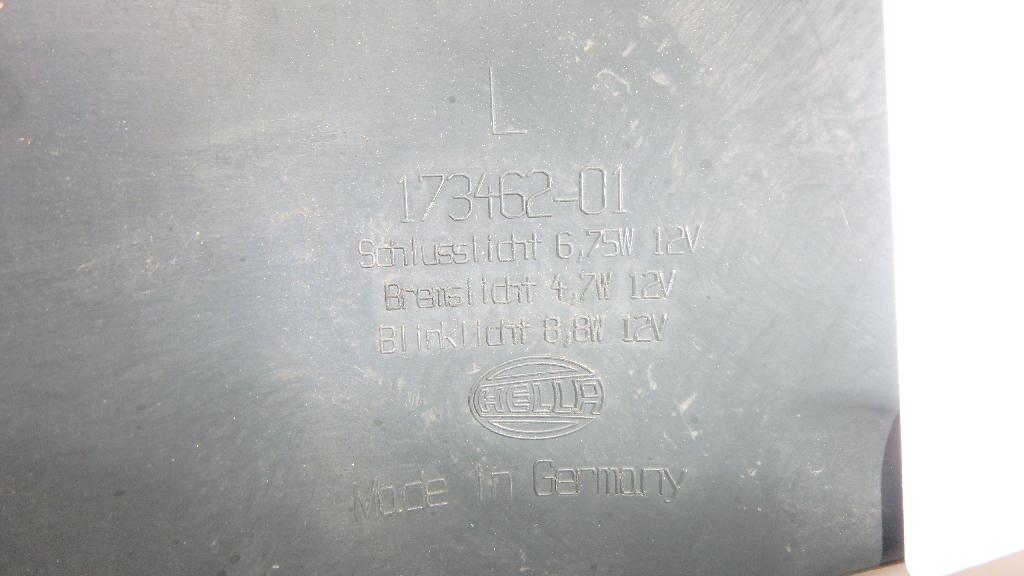 L
173462-01
Schlusslicht 6,75W 12V
Bremslicht 4,7W 12V
Blinklicht 8,8W 12V
HELLA
Made in Germany